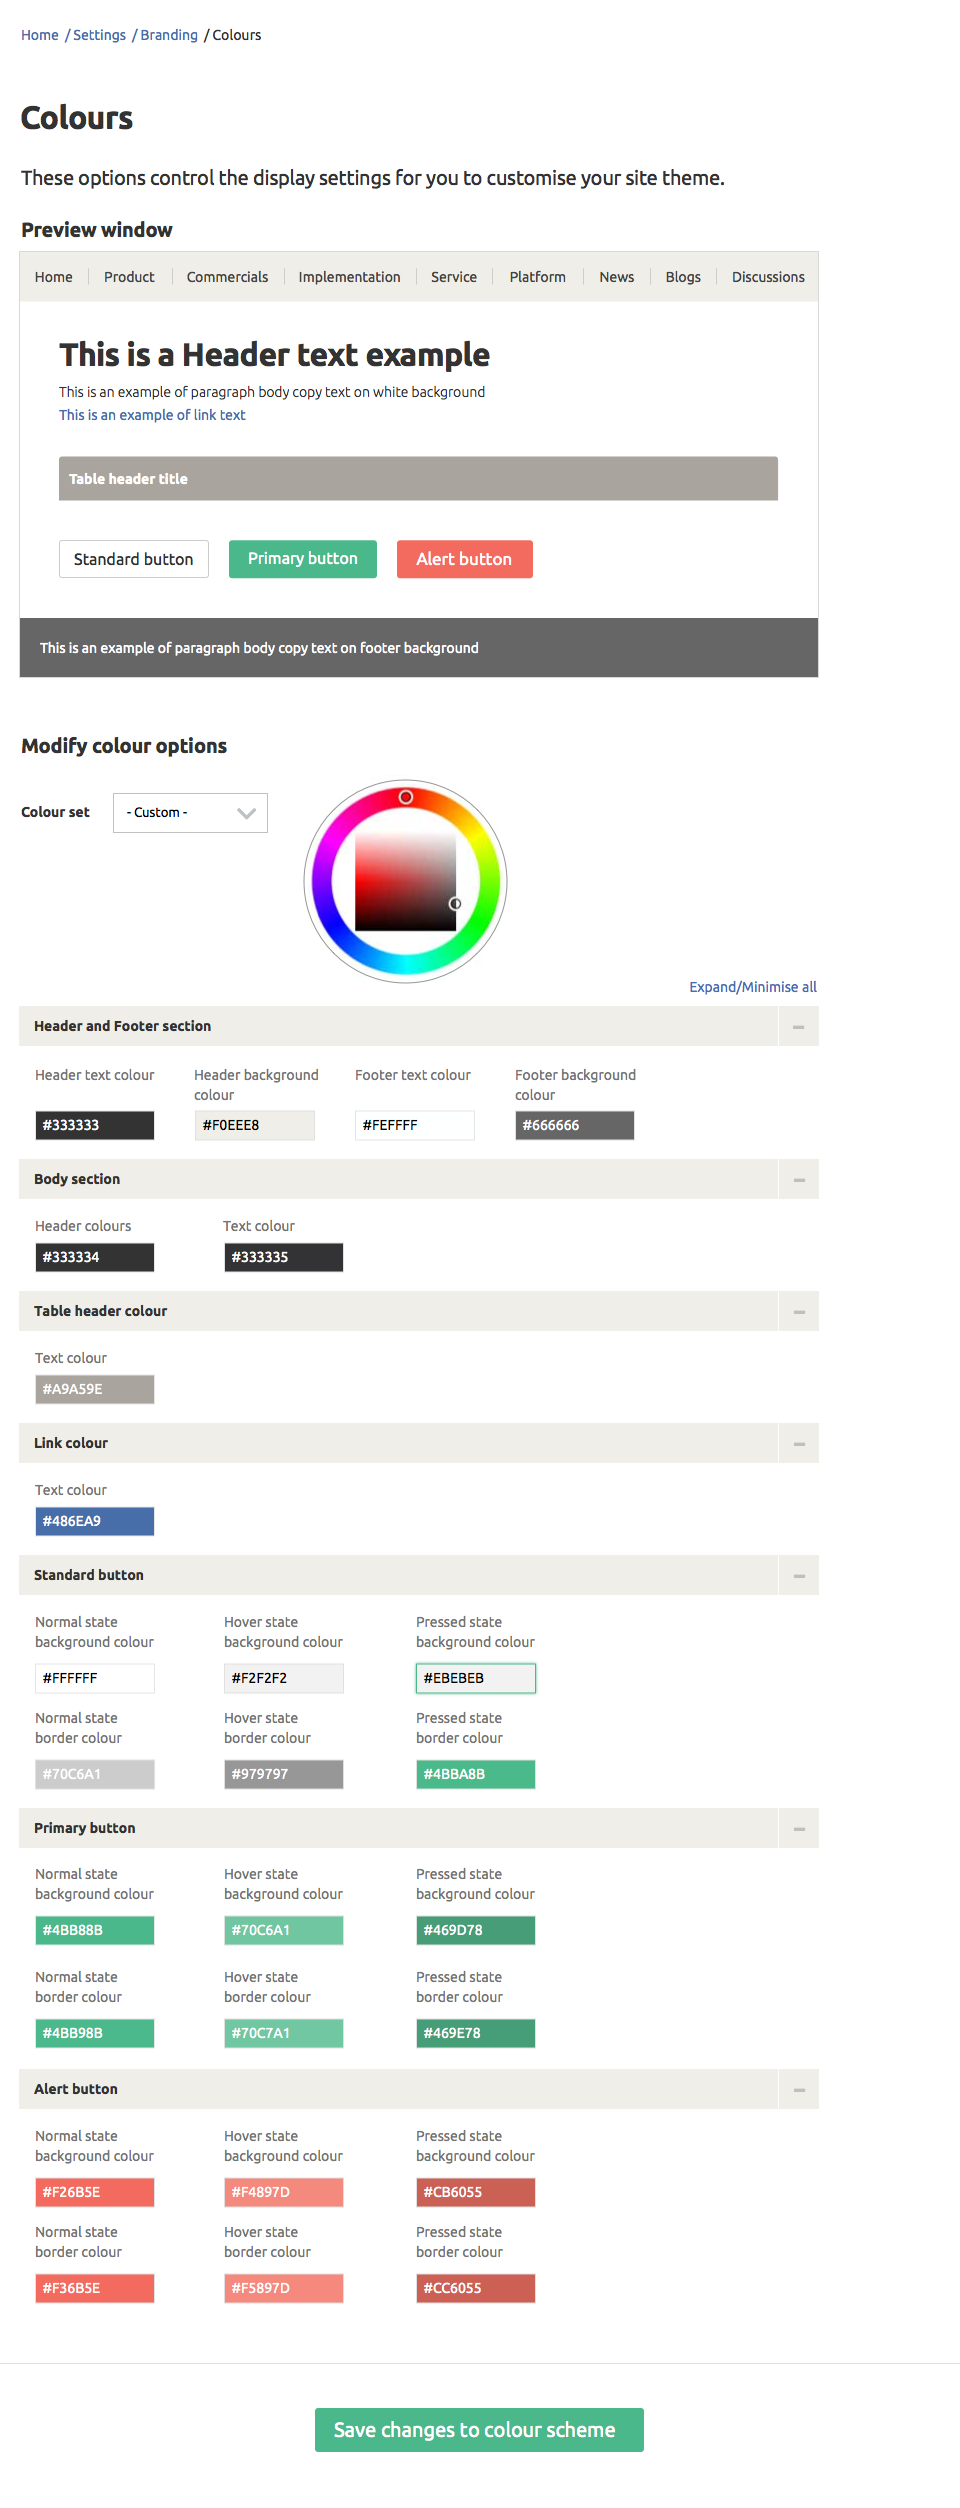 Home / Settings / Branding / Colours
Colours
These options control the display settings for you to customise your site theme.
Preview window
Home Product Commercials Implementation Service Platform News Blogs Discussions
This is a Header text example
This is an example of paragraph body copy text on white background
This is an example of link text
Table header title
Standard button Primary button Alert button
This is an example of paragraph body copy text on footer background
Modify colour options
Colour set - Custom -
Expand/Minimise all
Header and Footer section
Header text colour Header background Footer text colour Footer background
colour colour
#333333 #F0EEE8 #FEFFFF #666666
Body section
Header colours Text colour
#333334 #333335
Table header colour
Text colour
#A9A59E
Link colour
Text colour
#486EA9
Standard button
Normal state Hover state Pressed state
background colour background colour background colour
#FFFFFF #F2F2F2 #EBEBEB
Normal state Hover state Pressed state
border colour border colour border colour
#70C6A1 #979797 #4BBA8B
Primary button
Normal state Hover state Pressed state
background colour background colour background colour
#4BB88B #70C6A1 #469D78
Normal state Hover state Pressed state
border colour border colour border colour
#4BB98B #70C7A1 #469E78
Alert button
Normal state Hover state Pressed state
background colour background colour background colour
#F26B5E #F4897D #CB6055
Normal state Hover state Pressed state
border colour border colour border colour
#F36B5E #F5897D #CC6055
Save changes to colour scheme